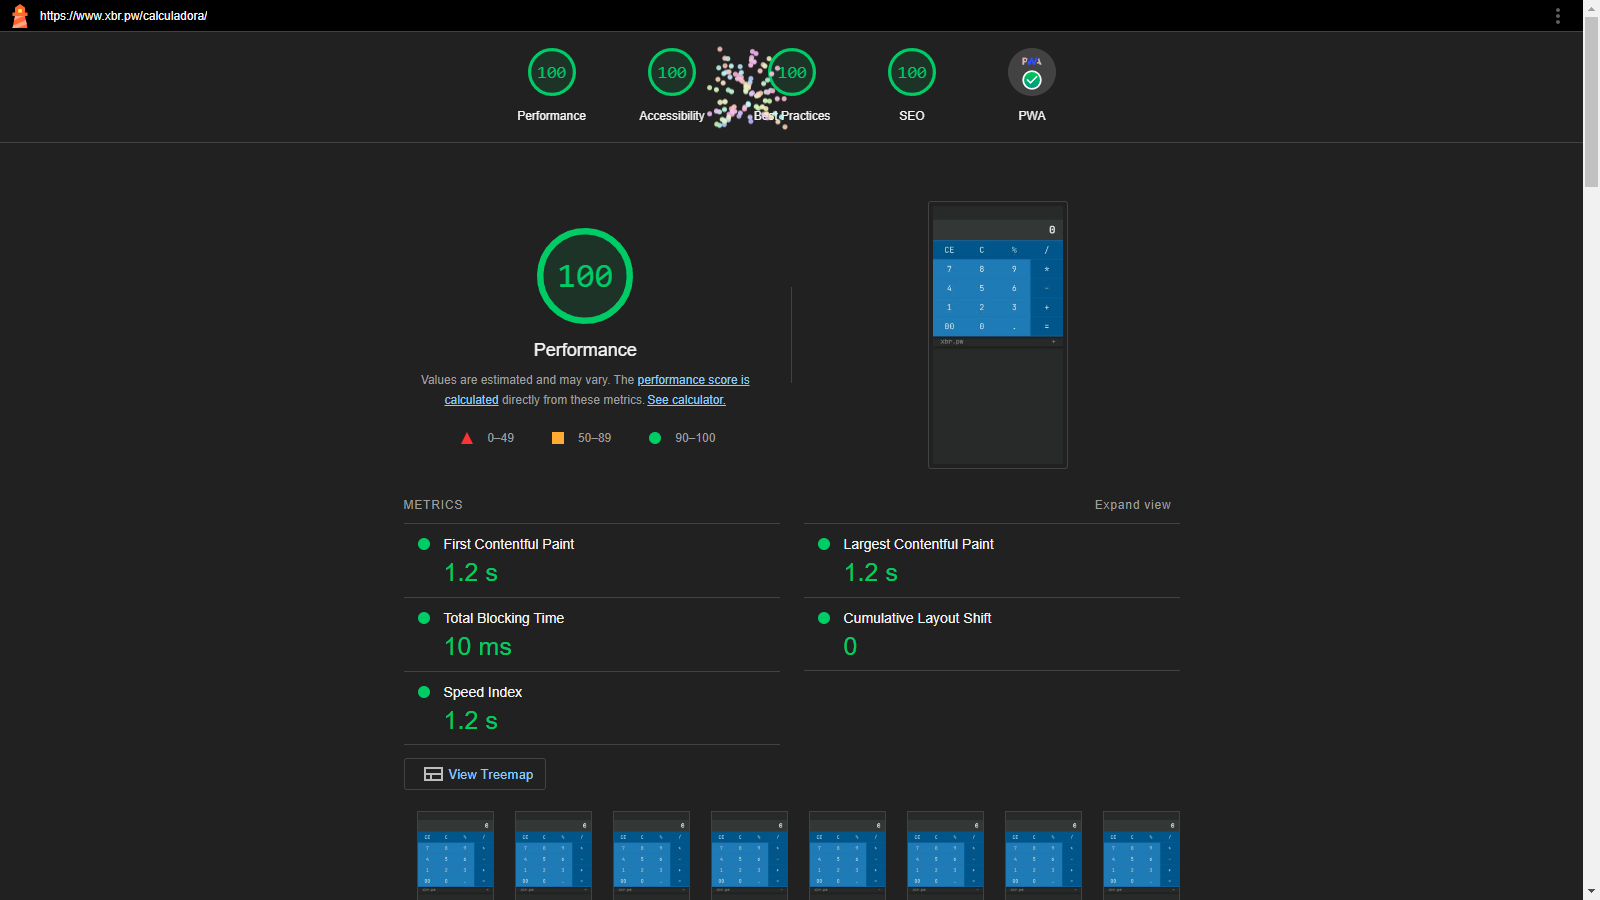 https://www.xbr.pw/calculadora/
100
100
100
100
PWA
Performance
Accessibility
Best Practices
SEO
PWA
100
Performance
Values are estimated and may vary. The performance score is
calculated directly from these metrics. See calculator.
0–49
50–89
90–100
0
CE C % /
7 8 9 *
4 5 6 -
1 2 3 +
00 0 . =
xbr.pw +
METRICS
Expand view
First Contentful Paint
1.2 s
Largest Contentful Paint
1.2 s
Total Blocking Time
10 ms
Cumulative Layout Shift
0
Speed Index
1.2 s
View Treemap